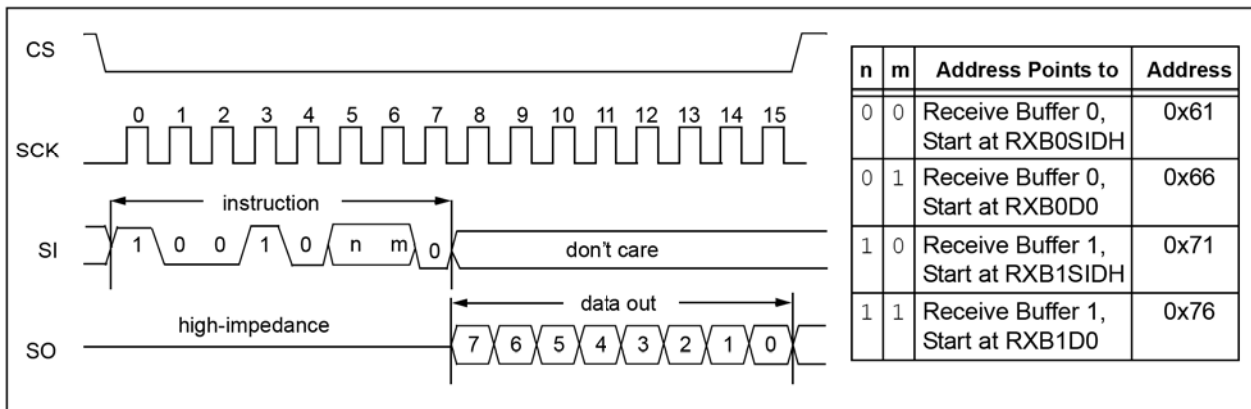 CS
0 1 2 3 4 5 6 7 8 9 10 11 12 13 14 15
SCK
instruction
SI
1 0 0 1 0 n m 0
don't care
data out
high-impedance
SO
7 6 5 4 3 2 1 0
n m Address Points to Address
0 0 Receive Buffer 0, 0x61
Start at RXB0SIDH
0 1 Receive Buffer 0, 0x66
Start at RXB0D0
1 0 Receive Buffer 1, 0x71
Start at RXB1SIDH
1 1 Receive Buffer 1, 0x76
Start at RXB1D0